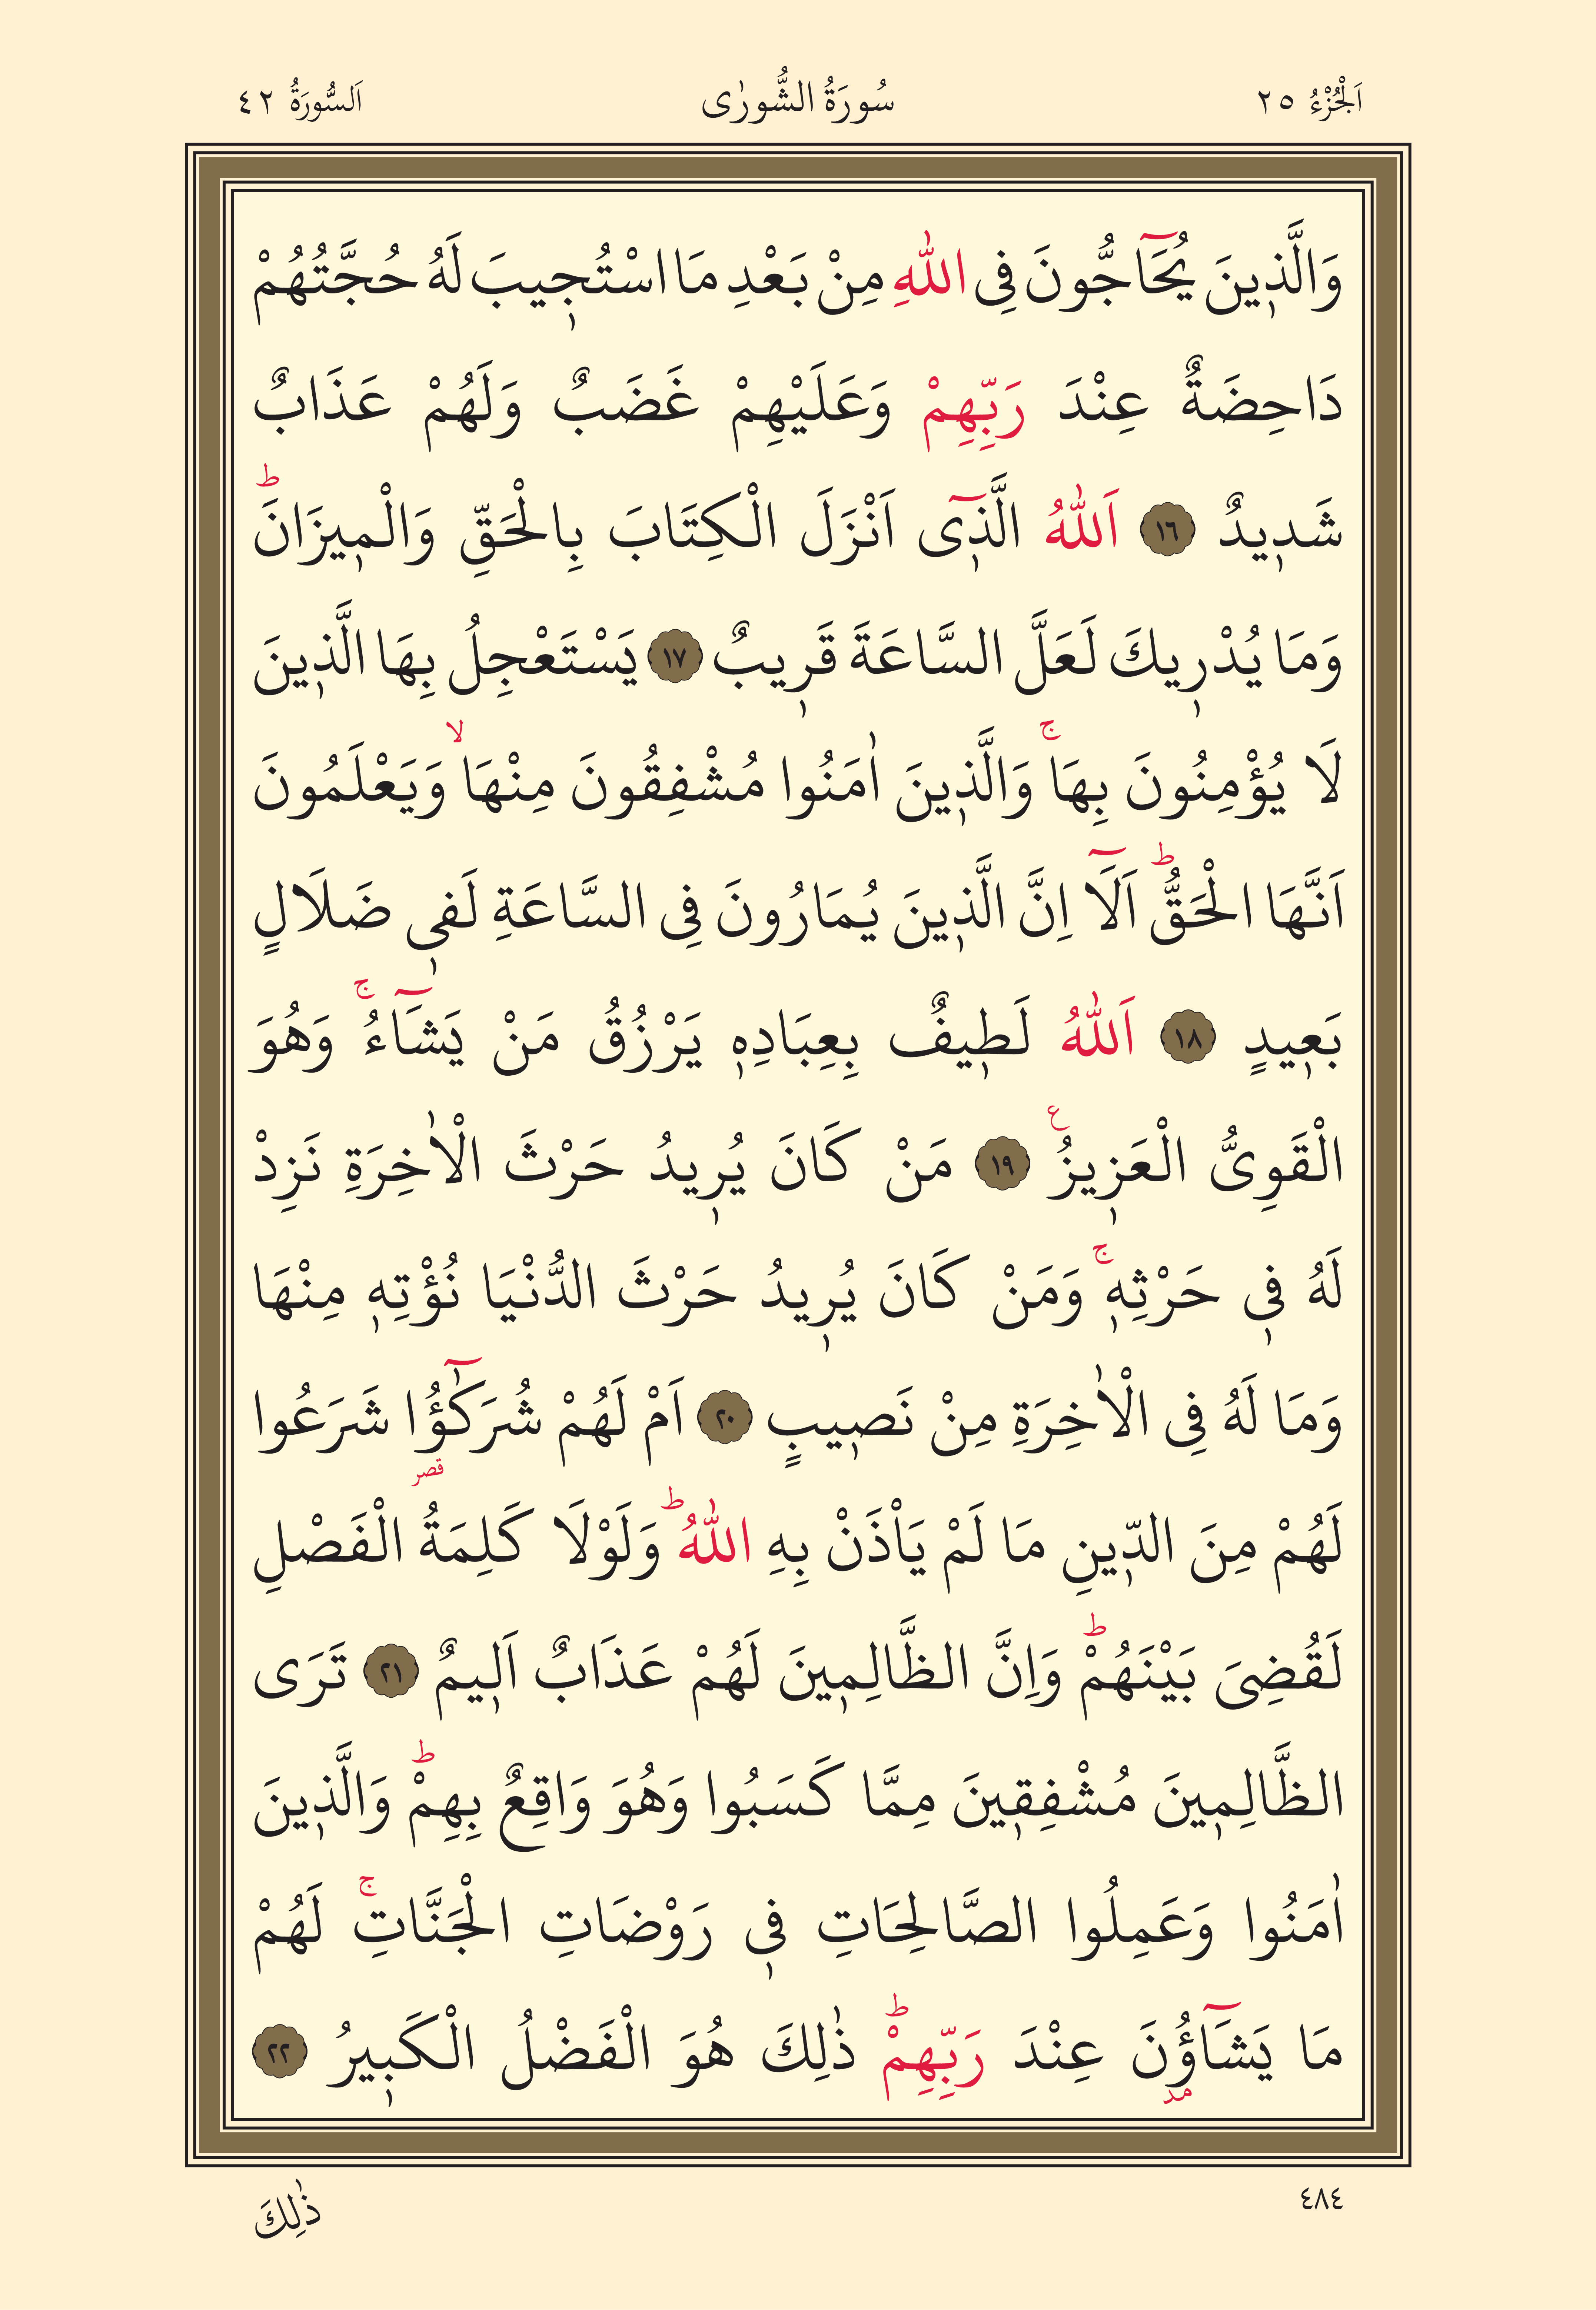 اَلْجُزْءُ ٢٥ سُورَةُ الشُّورٰى اَلسُّورَةُ ٤٢
وَالَّذ۪ينَ يُحَٓاجُّونَ فِى اللّٰهِ مِنْ بَعْدِ مَا اسْتُج۪يبَ لَهُ حُجَّتُهُمْ
دَاحِضَةٌ عِنْدَ رَبِّهِمْ وَعَلَيْهِمْ غَضَبٌ وَلَهُمْ عَذَابٌ
شَد۪يدٌ ١٦ اَللّٰهُ الَّذ۪ٓى اَنْزَلَ الْكِتَابَ بِالْحَقِّ وَالْم۪يزَانَۜ
وَمَا يُدْر۪يكَ لَعَلَّ السَّاعَةَ قَر۪يبٌ ١٧ يَسْتَعْجِلُ بِهَا الَّذ۪ينَ
لَا يُؤْمِنُونَ بِهَاۚ وَالَّذ۪ينَ اٰمَنُوا مُشْفِقُونَ مِنْهَاۙ وَيَعْلَمُونَ
اَنَّهَا الْحَقُّۜ اَلَٓا اِنَّ الَّذ۪ينَ يُمَارُونَ فِى السَّاعَةِ لَف۪ى ضَلَالٍ
بَع۪يدٍ ١٨ اَللّٰهُ لَط۪يفٌ بِعِبَادِه۪ يَرْزُقُ مَنْ يَشَٓاءُۚ وَهُوَ
الْقَوِىُّ الْعَز۪يزُ ع ١٩ مَنْ كَانَ يُر۪يدُ حَرْثَ الْاٰخِرَةِ نَزِدْ
لَهُ ف۪ى حَرْثِه۪ۚ وَمَنْ كَانَ يُر۪يدُ حَرْثَ الدُّنْيَا نُؤْتِه۪ مِنْهَا
وَمَا لَهُ فِى الْاٰخِرَةِ مِنْ نَص۪يبٍ ٢٠ اَمْ لَهُمْ شُرَكٰٓؤُ۬ا شَرَعُوا
قصر
لَهُمْ مِنَ الدّ۪ينِ مَا لَمْ يَاْذَنْ بِهِ اللّٰهُۜ وَلَوْلَا كَلِمَةُ الْفَصْلِ
لَقُضِىَ بَيْنَهُمْۜ وَاِنَّ الظَّالِم۪ينَ لَهُمْ عَذَابٌ اَل۪يمٌ ٢١ تَرَى
الظَّالِم۪ينَ مُشْفِق۪ينَ مِمَّا كَسَبُوا وَهُوَ وَاقِعٌ بِهِمْۜ وَالَّذ۪ينَ
اٰمَنُوا وَعَمِلُوا الصَّالِحَاتِ ف۪ى رَوْضَاتِ الْجَنَّاتِۚ لَهُمْ
مَا يَشَٓاؤُ۫نَ عِنْدَ رَبِّهِمْۜ ذٰلِكَ هُوَ الْفَضْلُ الْكَب۪يرُ ٢٢
مد
٤٨٤ ذٰلِكَ